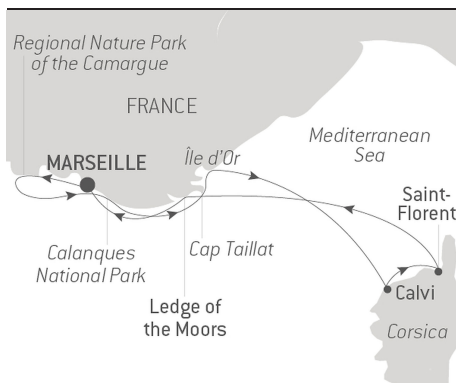 Regional Nature Park
of the Camargue
FRANCE
Mediterranean
Sea
MARSEILLE
Île d'Or
Saint-
Florent
Calanques
National Park
Cap Taillat
Ledge of
the Moors
Calvi
Corsica